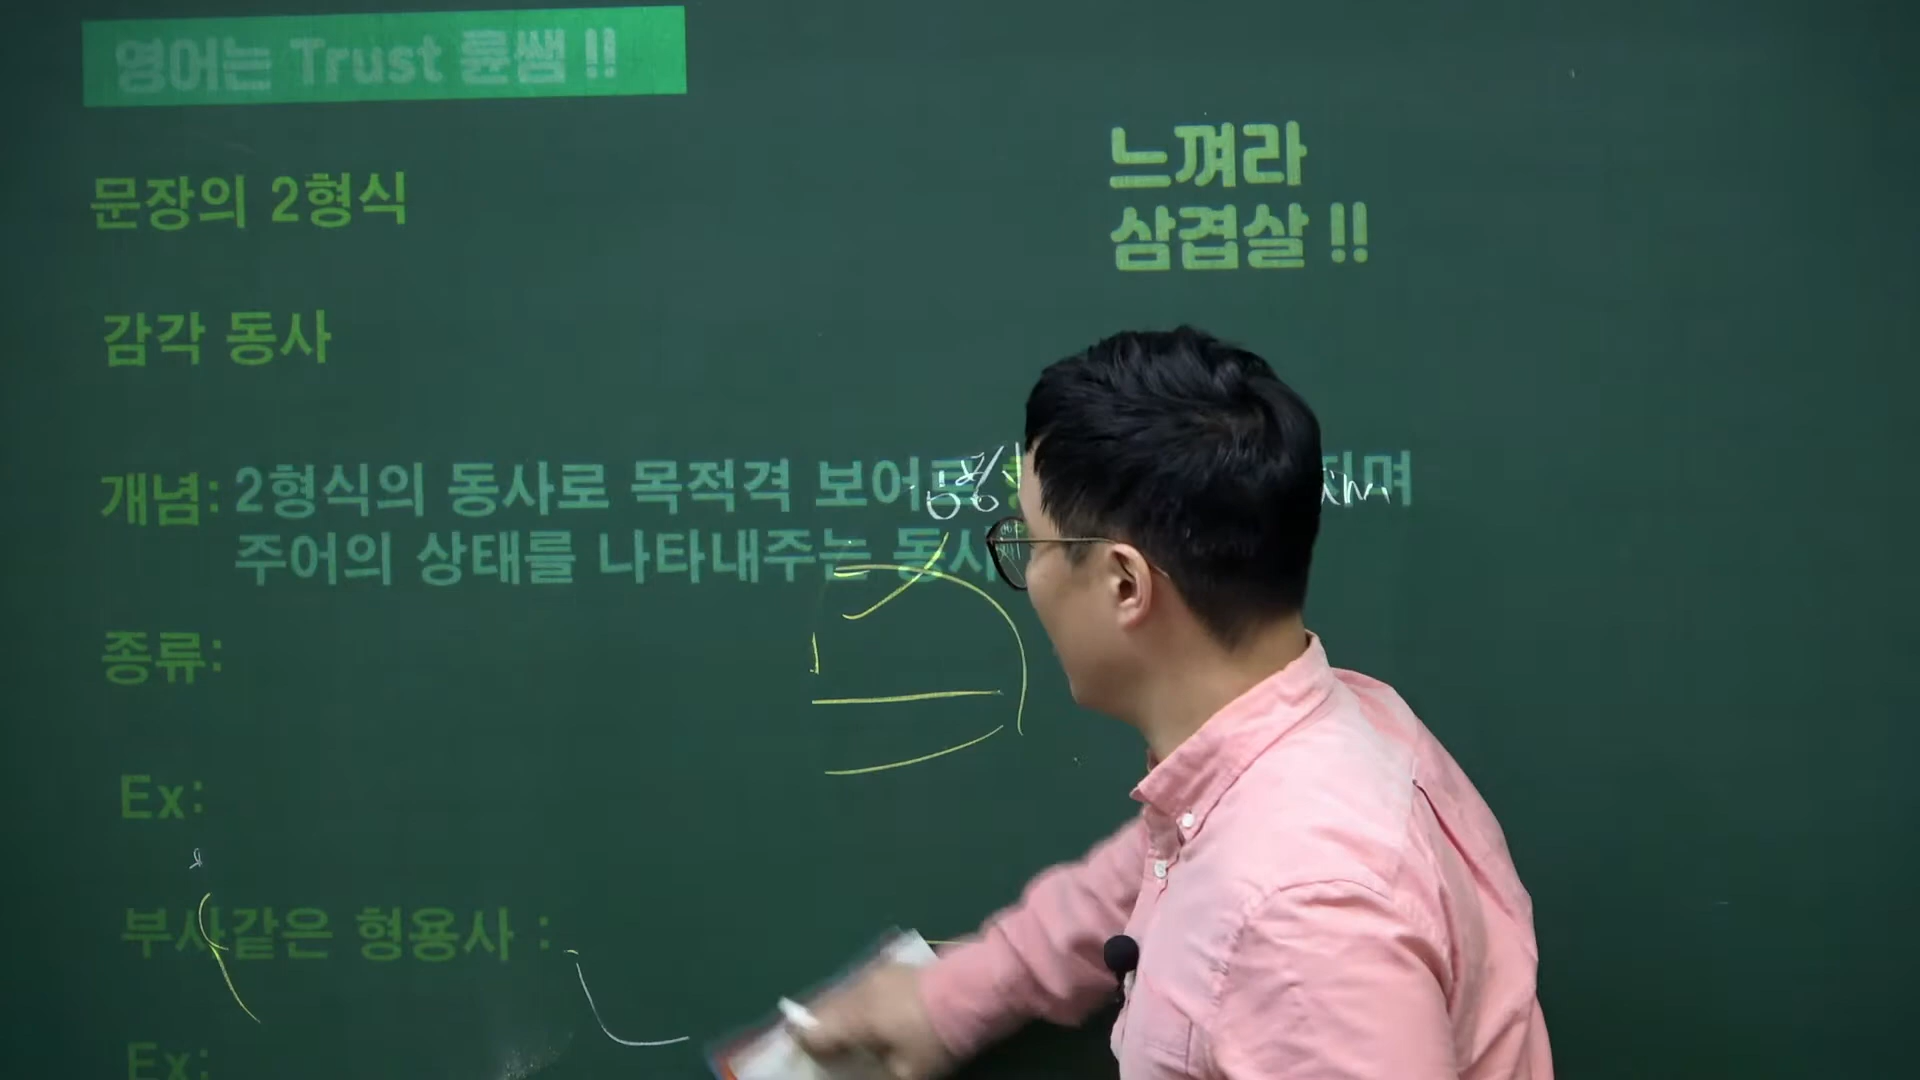 영어는 Trust 륜쌤 !!
느껴라
삼겹살 !!
문장의 2형식
감각 동사
개념: 2형식의 동사로 목적격 보어로
주어의 상태를 나타내주는 동사
종류:
Ex:
부사같은 형용사 :
Ex: